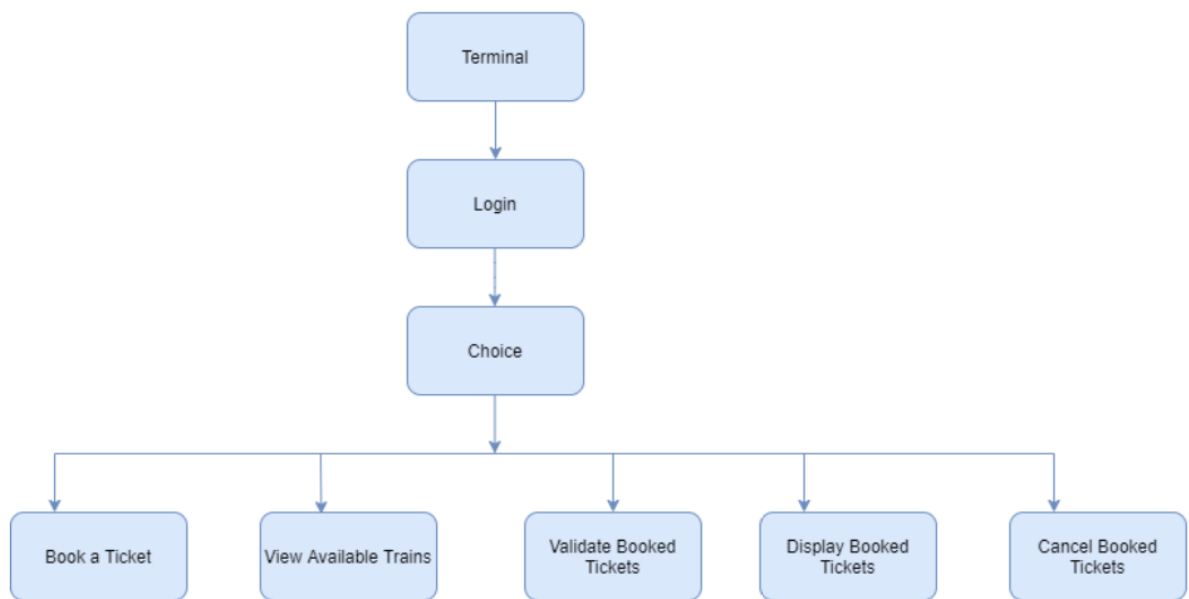 Terminal
Login
Choice
Book a Ticket
View Available Trains
Validate Booked
Tickets
Display Booked
Tickets
Cancel Booked
Tickets